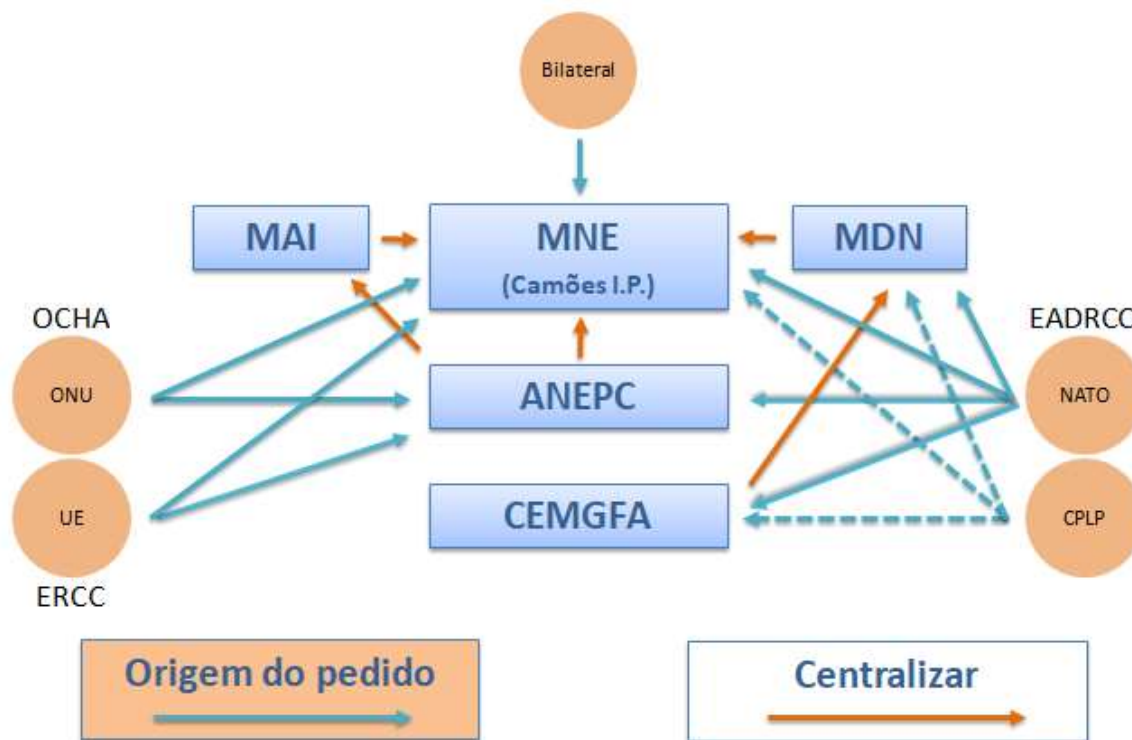 Bilateral
MAI
MNE
(Camões I.P.)
MDN
OCHA
EADRCC
ONU
ANEPC
NATO
UE
CEMGFA
CPLP
ERCC
Origem do pedido
Centralizar